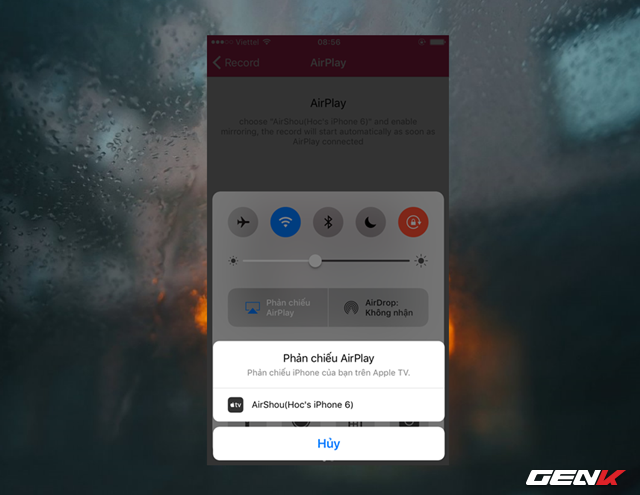 Viettel
08:56
Record
AirPlay
AirPlay
choose "AirShou(Hoc's iPhone 6)" and enable
mirroring, the record will start automatically as soon as
AirPlay connected
Phản chiếu
AirPlay
AirDrop:
Không nhận
Phản chiếu AirPlay
Phản chiếu iPhone của bạn trên Apple TV.
tv
AirShou(Hoc's iPhone 6)
Hủy
GENK